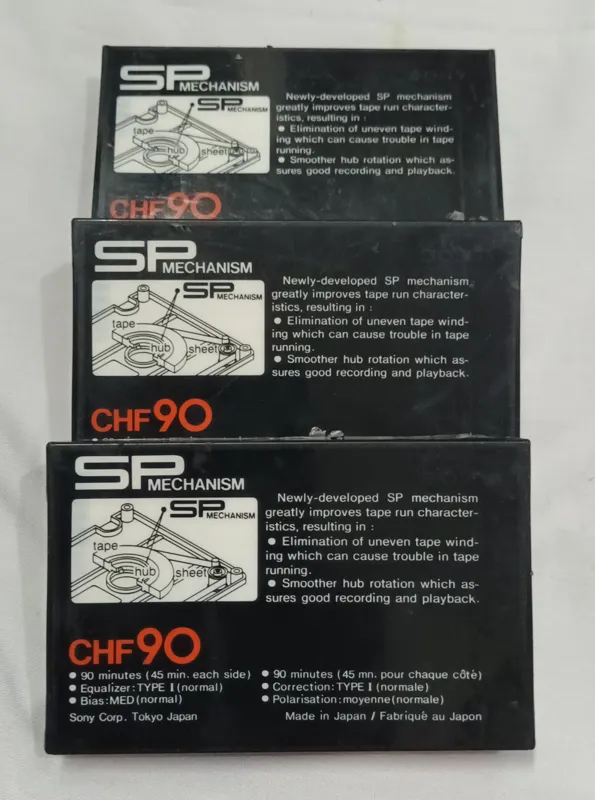 SP MECHANISM
SP MECHANISM
tape
hub
sheet
Newly-developed SP mechanism
greatly improves tape run character-
istics, resulting in :
● Elimination of uneven tape wind-
ing which can cause trouble in tape
running.
● Smoother hub rotation which as-
sures good recording and playback.
CHF90
SP MECHANISM
SP MECHANISM
tape
hub
sheet
Newly-developed SP mechanism
greatly improves tape run character-
istics, resulting in :
● Elimination of uneven tape wind-
ing which can cause trouble in tape
running.
● Smoother hub rotation which as-
sures good recording and playback.
CHF90
SP MECHANISM
SP MECHANISM
tape
hub
sheet
Newly-developed SP mechanism
greatly improves tape run character-
istics, resulting in :
● Elimination of uneven tape wind-
ing which can cause trouble in tape
running.
● Smoother hub rotation which as-
sures good recording and playback.
CHF90
● 90 minutes (45 min. each side)
● Equalizer: TYPE I (normal)
● Bias: MED (normal)
● 90 minutes (45 mn. pour chaque côté)
● Correction: TYPE I (normale)
● Polarisation: moyenne (normale)
Sony Corp. Tokyo Japan
Made in Japan / Fabriqué au Japon